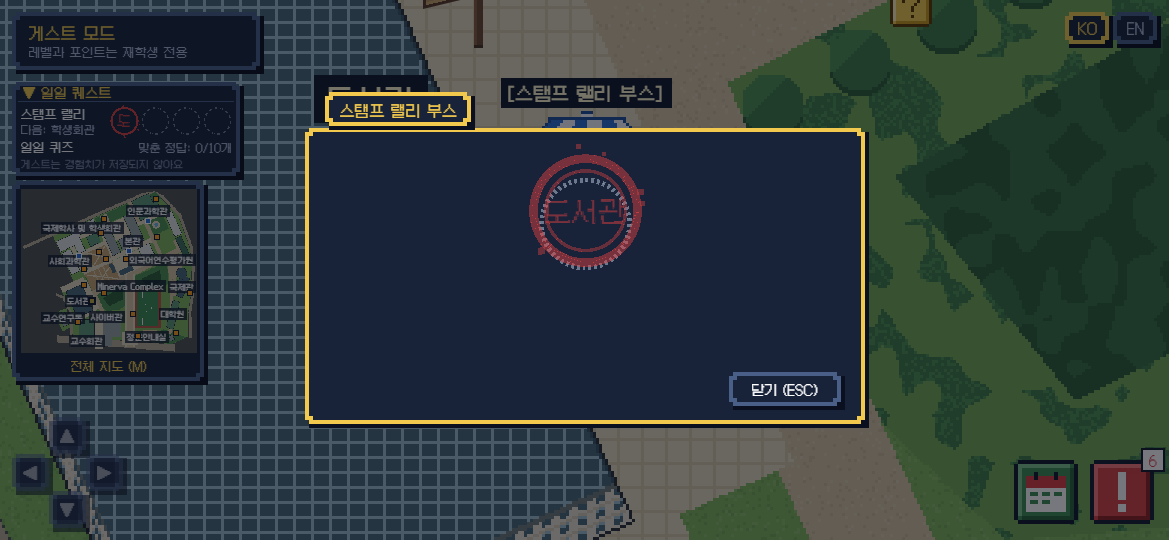 게스트 모드
레벨과 포인트는 재학생 전용
▼ 일일 퀘스트
스탬프 랠리
다음: 학생회관
도
일일 퀴즈
맞춘 정답: 0/10개
게스트는 경험치가 저장되지 않아요
인문과학관
국제학사 및 학생회관
본관
사회과학관
외국어연수평가원
Minerva Complex
국제관
도서관
교수연구동
사이버관
대학원
교수회관
전체 지도 (M)
도서관
[스탬프 랠리 부스]
스탬프 랠리 부스
도서관
닫기 (ESC)
?
KO
EN
6